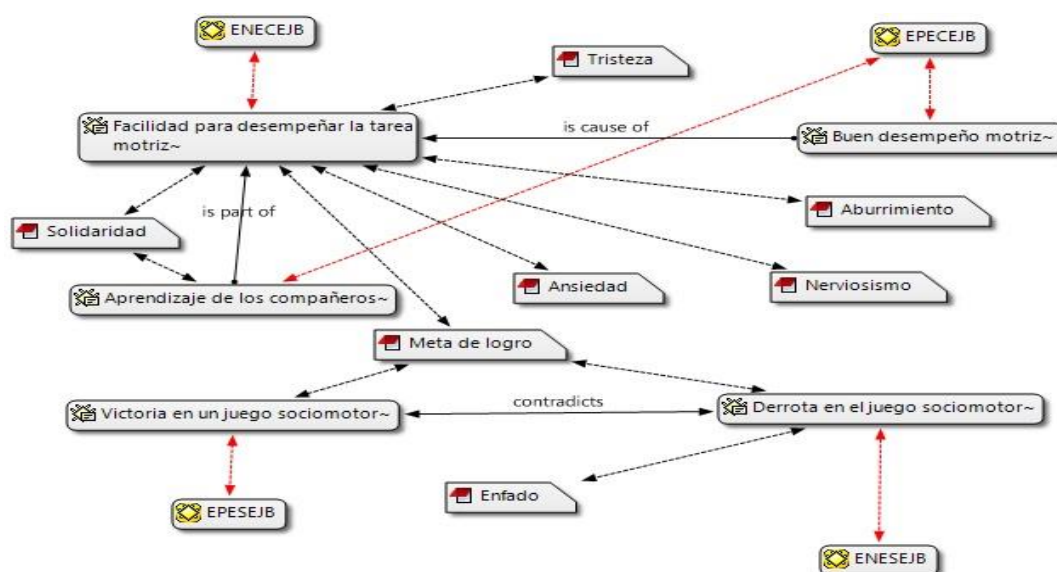 ENECEJB
EPECEJB
Tristeza
Facilidad para desempeñar la tarea
motriz~
is cause of
Buen desempeño motriz~
is part of
Solidaridad
Aburrimiento
Aprendizaje de los compañeros~
Ansiedad
Nerviosismo
Meta de logro
Victoria en un juego sociomotor~
contradicts
Derrota en el juego sociomotor~
Enfado
EPESEJB
ENESEJB